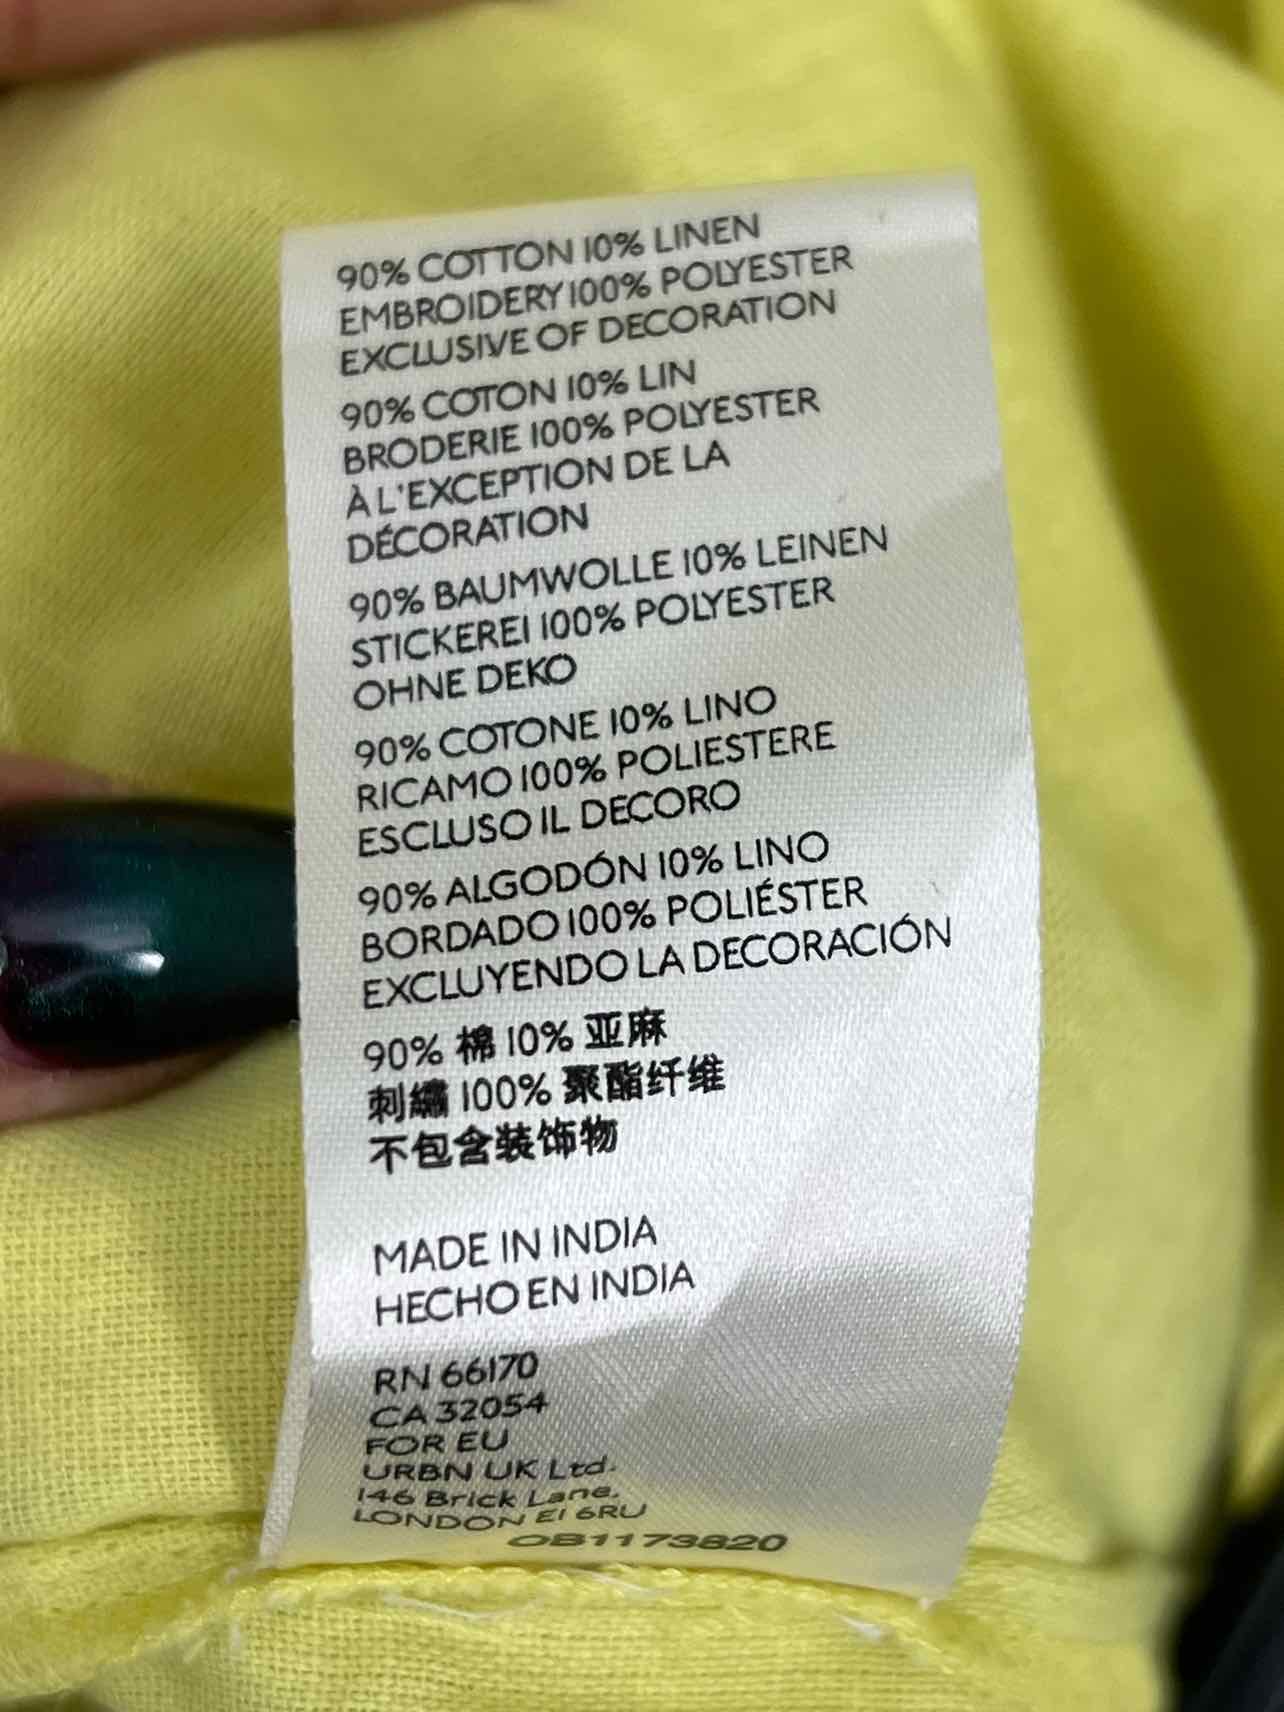 90% COTTON 10% LINEN
EMBROIDERY 100% POLYESTER
EXCLUSIVE OF DECORATION
90% COTON 10% LIN
BRODERIE 100% POLYESTER
À L'EXCEPTION DE LA
DÉCORATION
90% BAUMWOLLE 10% LEINEN
STICKEREI 100% POLYESTER
OHNE DEKO
90% COTONE 10% LINO
RICAMO 100% POLIESTERE
ESCLUSO IL DECORO
90% ALGODÓN 10% LINO
BORDADO 100% POLIÉSTER
EXCLUYENDO LA DECORACIÓN
90% 棉 10% 亚麻
刺繡 100% 聚酯纤维
不包含装饰物
MADE IN INDIA
HECHO EN INDIA
RN 66170
CA 32054
FOR EU
URBN UK Ltd.
146 Brick Lane,
LONDON E1 6RU
OB1173820